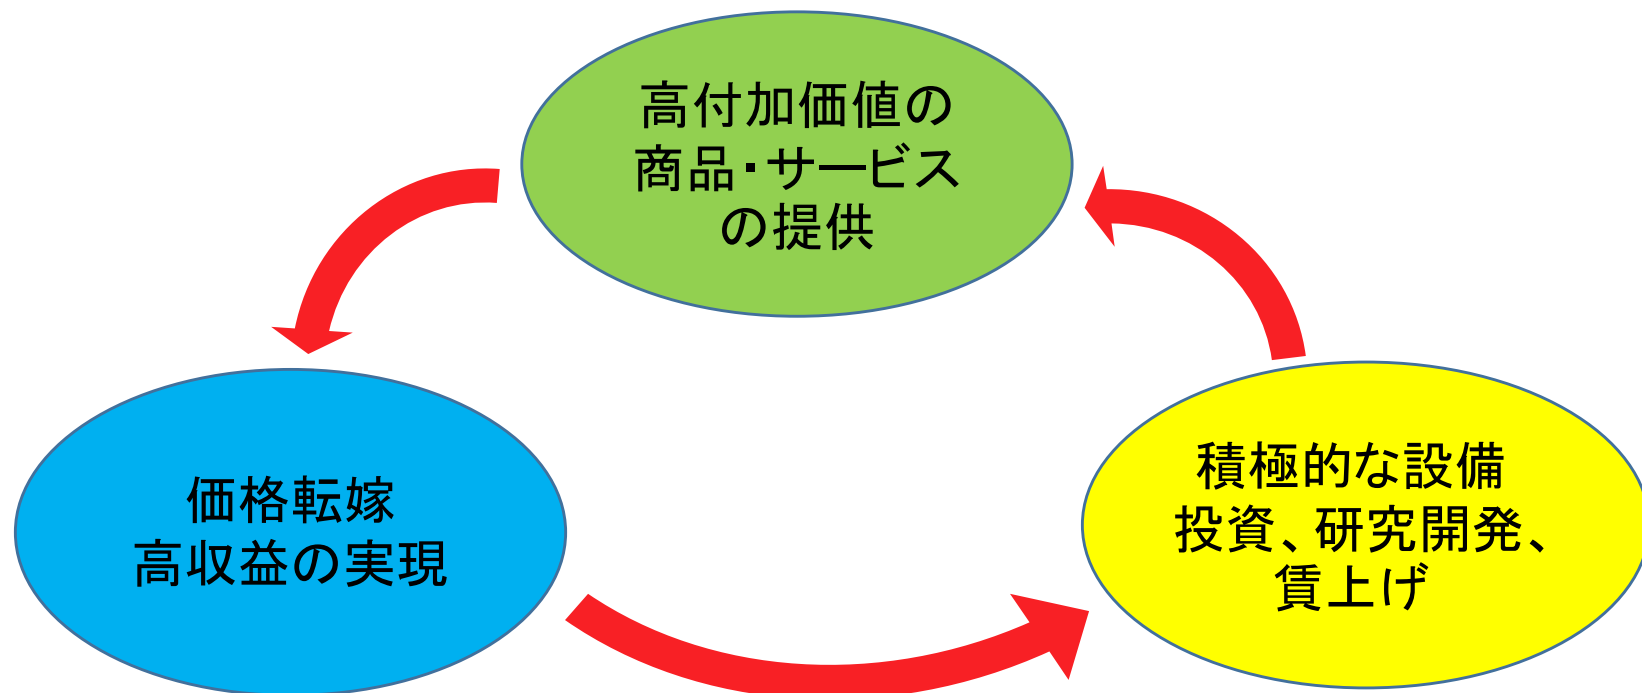 高付加価値の
商品・サービス
の提供
価格転嫁
高収益の実現
積極的な設備
投資、研究開発、
賃上げ